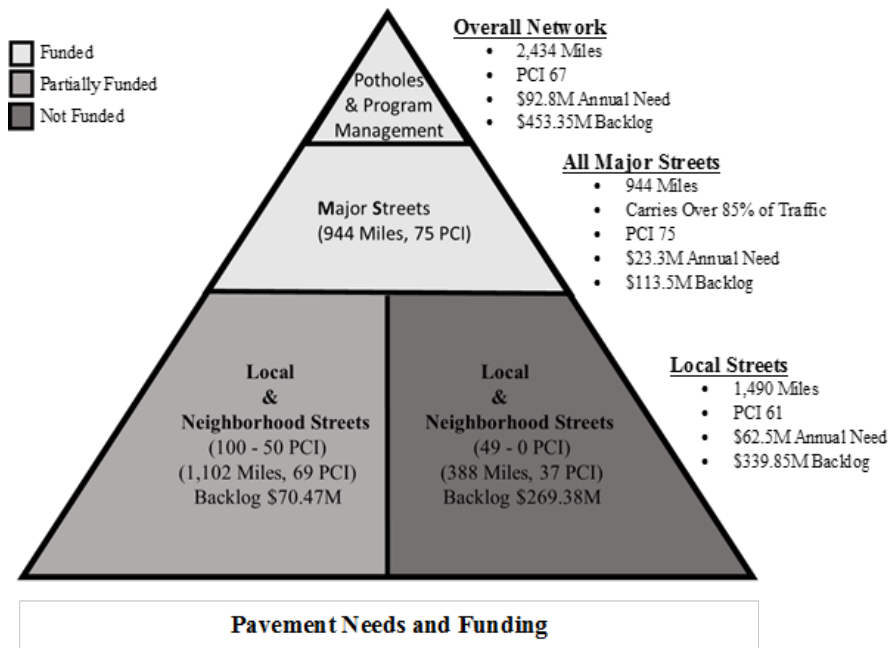 Funded
Partially Funded
Not Funded
Potholes
& Program
Management
Major Streets
(944 Miles, 75 PCI)
Local
&
Neighborhood Streets
(100 - 50 PCI)
(1,102 Miles, 69 PCI)
Backlog $70.47M
Local
&
Neighborhood Streets
(49 - 0 PCI)
(388 Miles, 37 PCI)
Backlog $269.38M
Overall Network
• 2,434 Miles
• PCI 67
• $92.8M Annual Need
• $453.35M Backlog
All Major Streets
• 944 Miles
• Carries Over 85% of Traffic
• PCI 75
• $23.3M Annual Need
• $113.5M Backlog
Local Streets
• 1,490 Miles
• PCI 61
• $62.5M Annual Need
• $339.85M Backlog
Pavement Needs and Funding